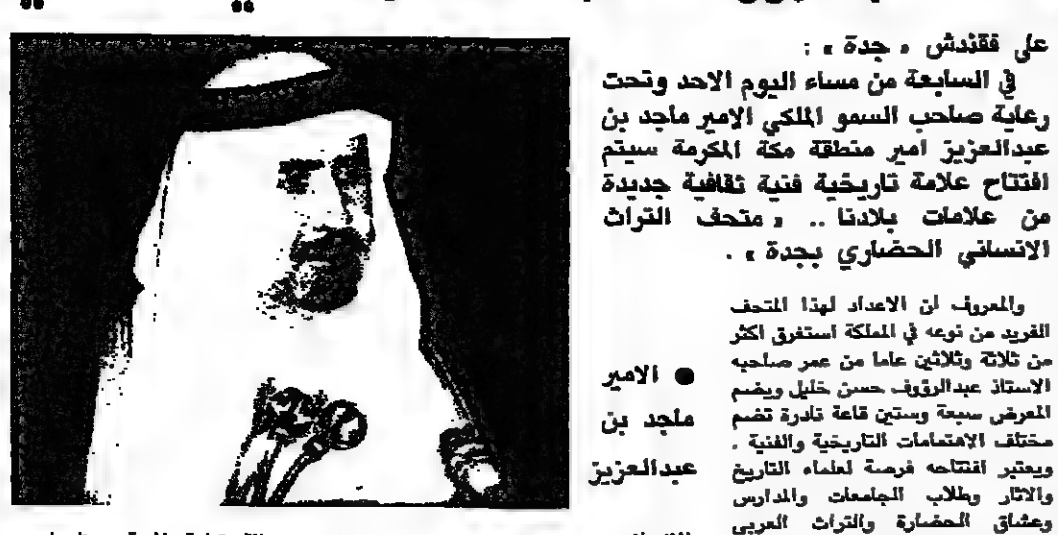 على فقندش « جدة » :
في السابعة من مساء اليوم الاحد وتحت
رعاية صاحب السمو الملكي الامير ماجد بن
عبدالعزيز امير منطقة مكة المكرمة سيتم
افتتاح علامة تاريخية فنية ثقافية جديدة
من علامات بلادنا .. « متحف التراث
الانساني الحضاري بجدة » .
والمعروف ان الاعداد لهذا المتحف
الفريد من نوعه في المملكة استغرق اكثر
من ثلاثة وثلاثين عاما من عمر صاحبه
الاستاذ عبدالرؤوف حسن خليل ويضم
المعرض سبعة وستين قاعة نادرة تضم
مختلف الاهتمامات التاريخية والفنية .
ويعتبر افتتاحه فرصة لعلماء التاريخ
والاثار وطلاب الجامعات والمدارس
وعشاق الحضارة والتراث العربي
● الامير
ماجد بن
عبدالعزيز